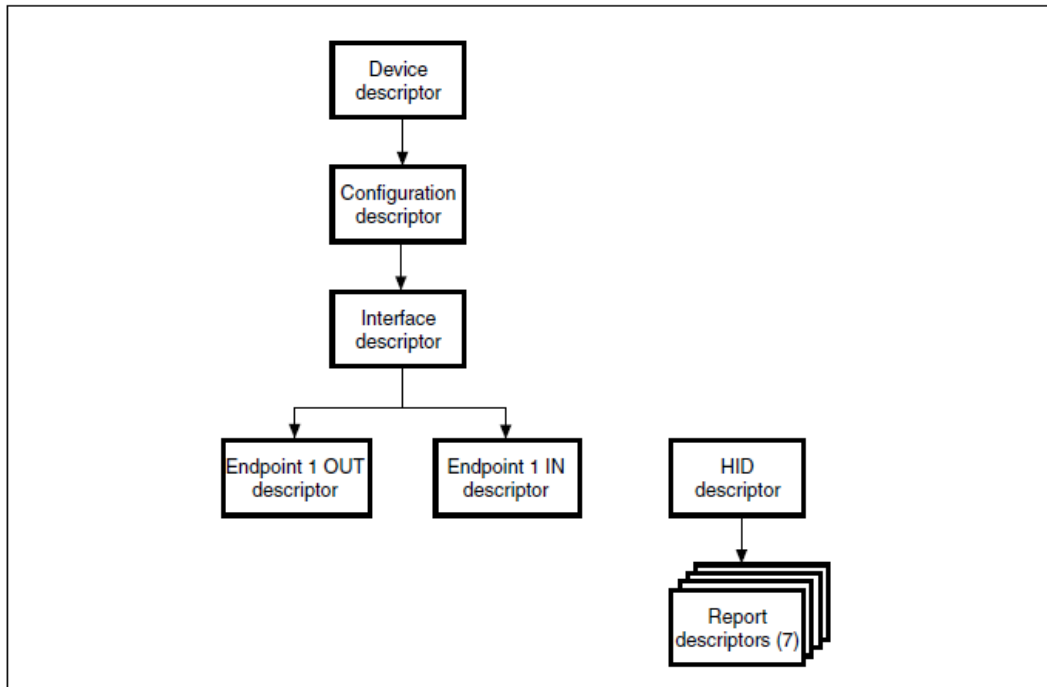 Device
descriptor
Configuration
descriptor
Interface
descriptor
Endpoint 1 OUT
descriptor
Endpoint 1 IN
descriptor
HID
descriptor
Report
descriptors (7)